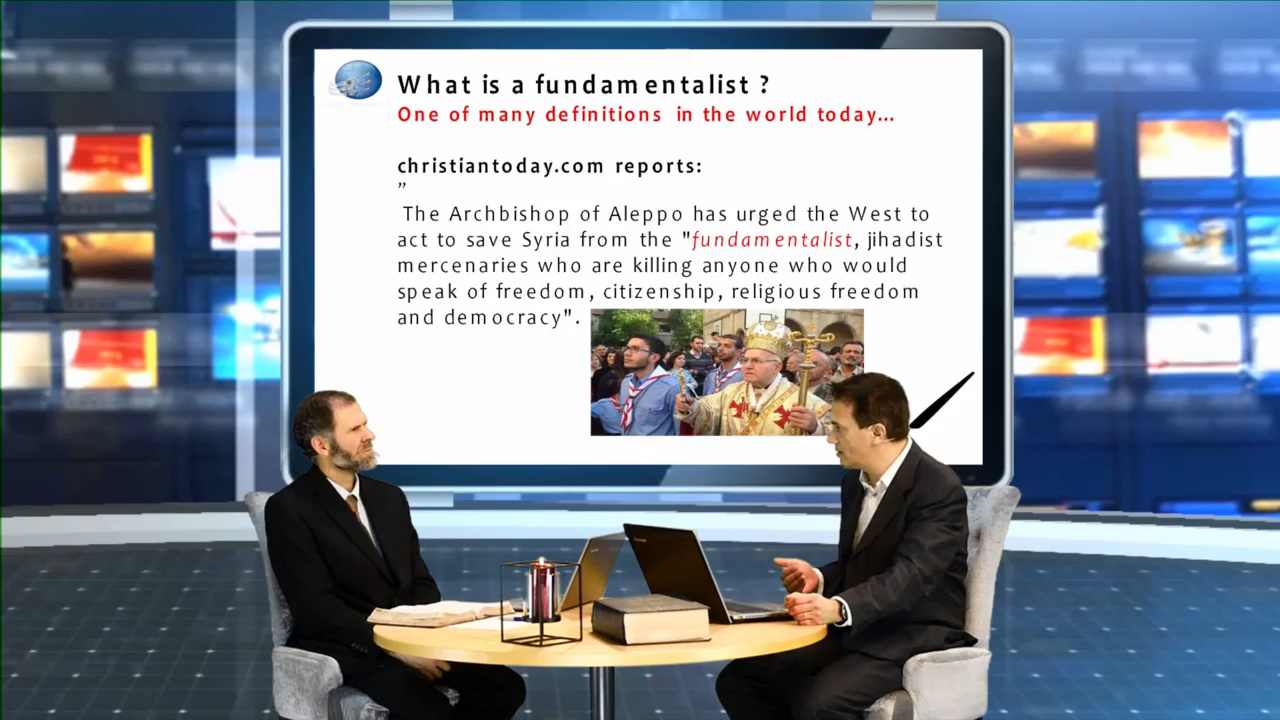 What is a fundamentalist ?
One of many definitions in the world today...
christiantoday.com reports:
”
The Archbishop of Aleppo has urged the West to
act to save Syria from the "fundamentalist, jihadist
mercenaries who are killing anyone who would
speak of freedom, citizenship, religious freedom
and democracy".